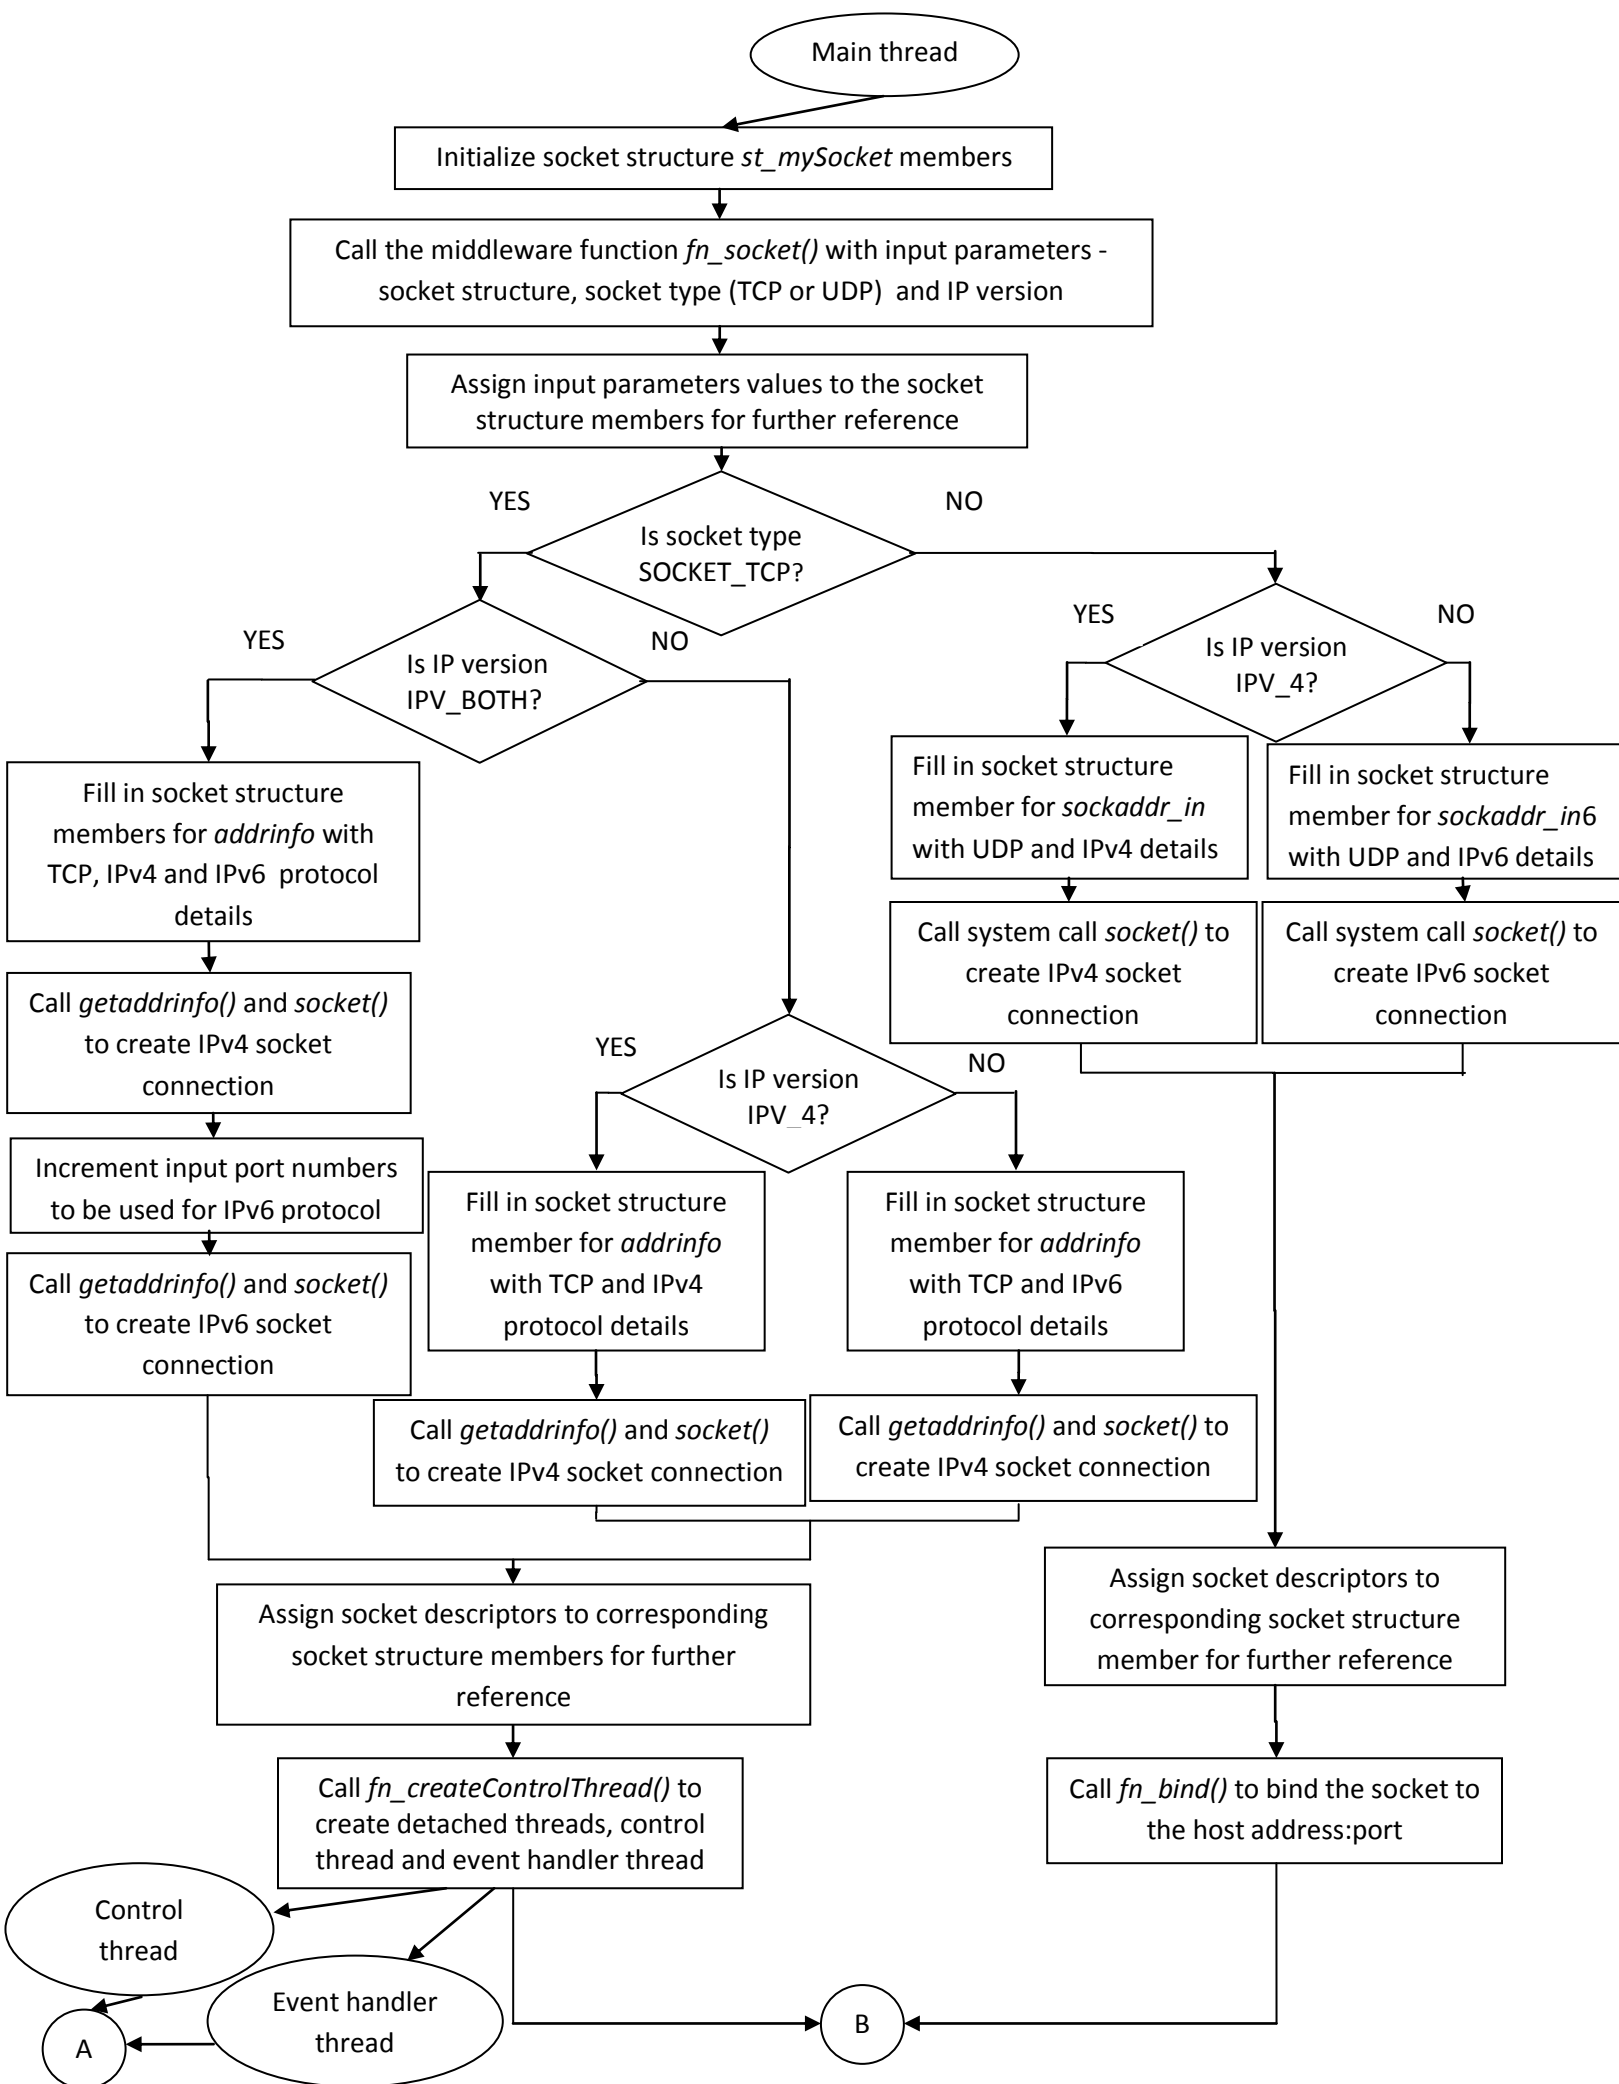 Main thread
Initialize socket structure st_mySocket members
Call the middleware function fn_socket() with input parameters -
socket structure, socket type (TCP or UDP)  and IP version
Assign input parameters values to the socket
structure members for further reference
YES
NO
Is socket type
SOCKET_TCP?
YES
NO
Is IP version
IPV_BOTH?
YES
NO
Is IP version
IPV_4?
Fill in socket structure
members for addrinfo with
TCP, IPv4 and IPv6  protocol
details
Fill in socket structure
member for sockaddr_in
with UDP and IPv4 details
Fill in socket structure
member for sockaddr_in6
with UDP and IPv6 details
Call getaddrinfo() and socket()
to create IPv4 socket
connection
Call system call socket() to
create IPv4 socket
connection
Call system call socket() to
create IPv6 socket
connection
YES
NO
Is IP version
IPV_4?
Increment input port numbers
to be used for IPv6 protocol
Fill in socket structure
member for addrinfo
with TCP and IPv4
protocol details
Fill in socket structure
member for addrinfo
with TCP and IPv6
protocol details
Call getaddrinfo() and socket()
to create IPv6 socket
connection
Call getaddrinfo() and socket()
to create IPv4 socket connection
Call getaddrinfo() and socket() to
create IPv4 socket connection
Assign socket descriptors to corresponding
socket structure members for further
reference
Assign socket descriptors to
corresponding socket structure
member for further reference
Call fn_createControlThread() to
create detached threads, control
thread and event handler thread
Call fn_bind() to bind the socket to
the host address:port
Control
thread
Event handler
thread
A
B